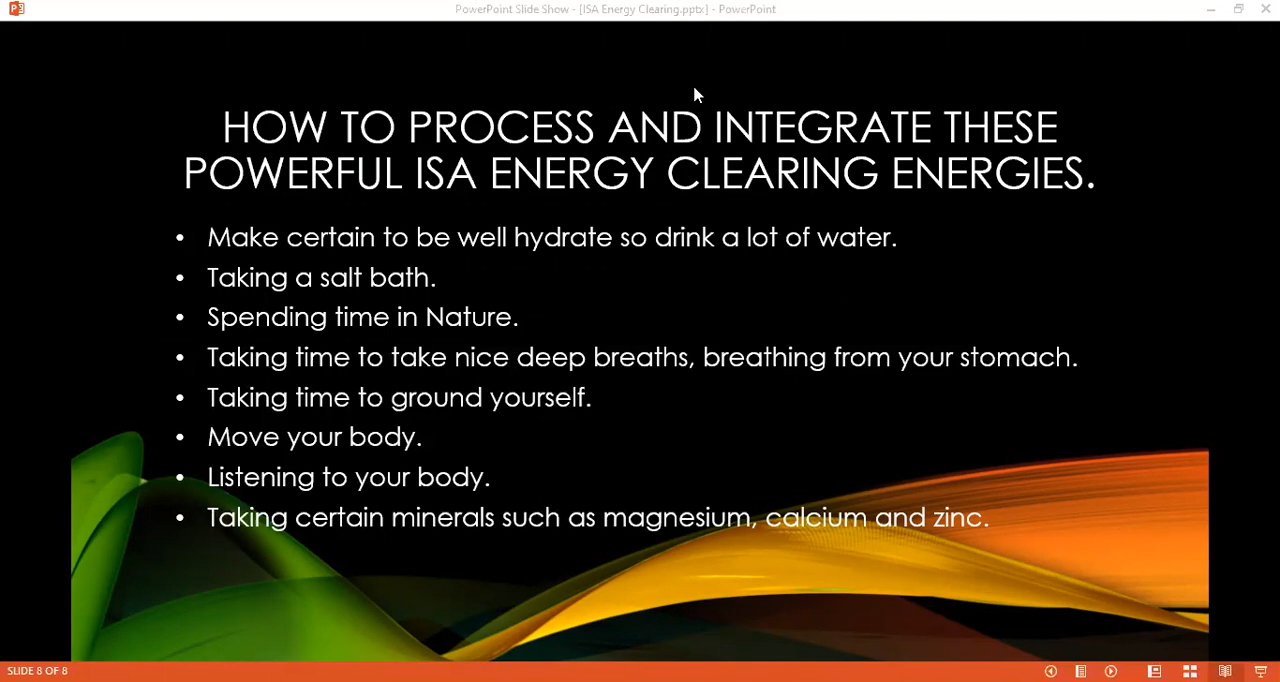 PowerPoint Slide Show - [ISA Energy Clearing.pptx] - PowerPoint
HOW TO PROCESS AND INTEGRATE THESE
POWERFUL ISA ENERGY CLEARING ENERGIES.
• Make certain to be well hydrate so drink a lot of water.
• Taking a salt bath.
• Spending time in Nature.
• Taking time to take nice deep breaths, breathing from your stomach.
• Taking time to ground yourself.
• Move your body.
• Listening to your body.
• Taking certain minerals such as magnesium, calcium and zinc.
SLIDE 8 OF 8